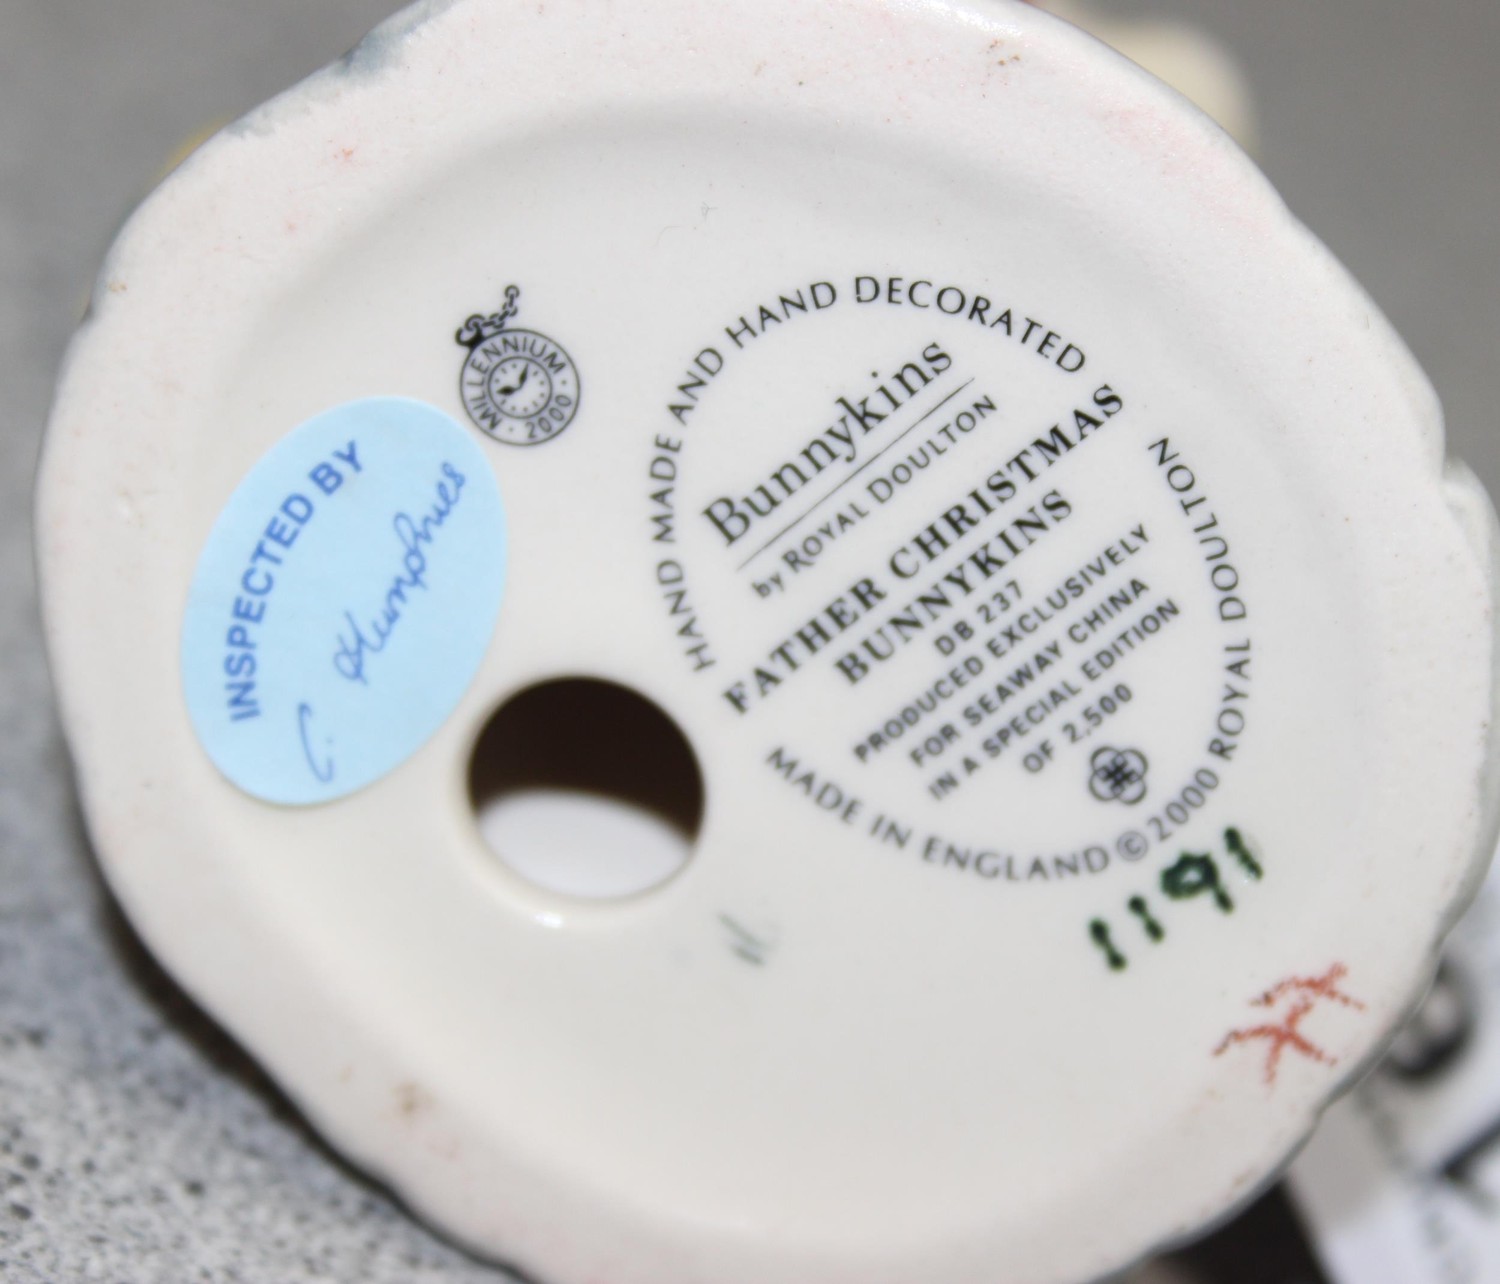 MILLENNIUM · 2000 ·
INSPECTED BY
C. Humphries
HAND MADE AND HAND DECORATED
Bunnykins
by ROYAL DOULTON
FATHER CHRISTMAS
BUNNYKINS
DB 237
PRODUCED EXCLUSIVELY
FOR SEAWAY CHINA
IN A SPECIAL EDITION
OF 2,500
MADE IN ENGLAND © 2000 ROYAL DOULTON
1191